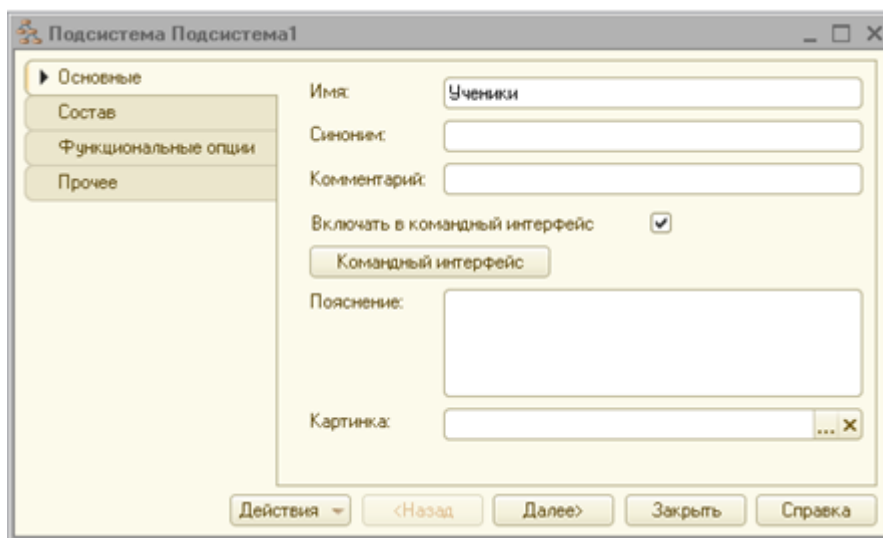 Подсистема Подсистема1
Основные
Состав
Функциональные опции
Прочее
Имя:
Ученики
Синоним:
Комментарий:
Включать в командный интерфейс
Командный интерфейс
Пояснение:
Картинка:
...
Действия
<Назад
Далее>
Закрыть
Справка